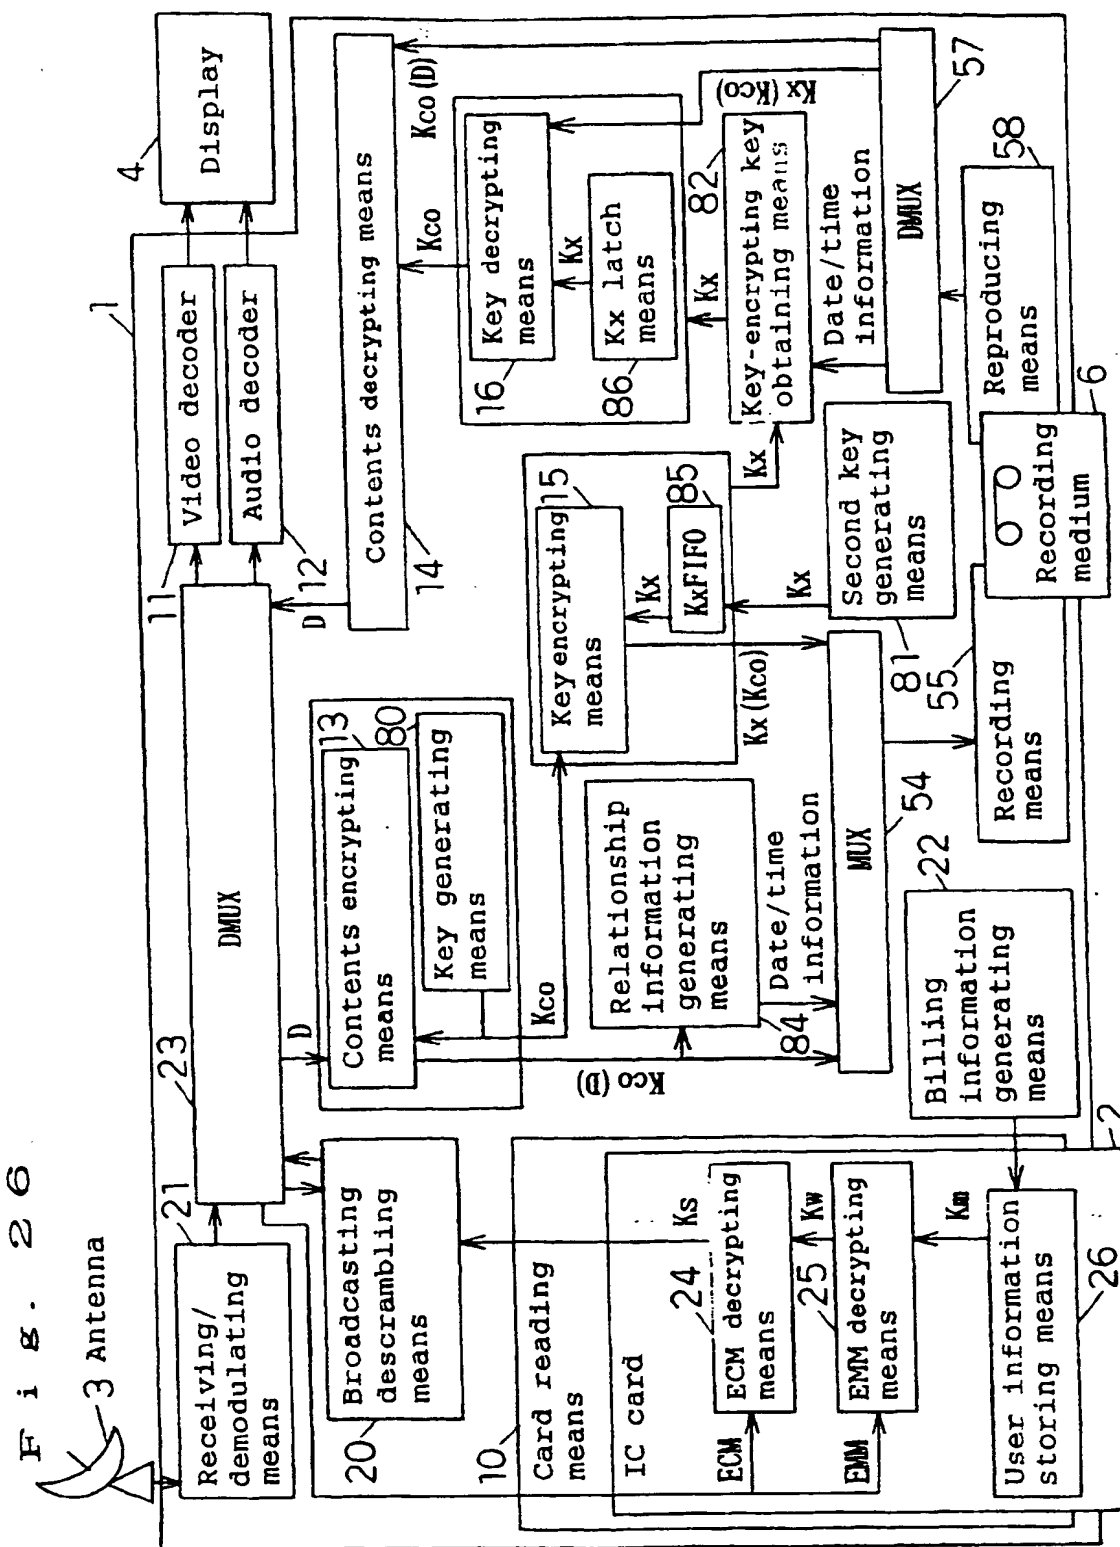 Fig. 26
3 Antenna
Receiving/
demodulating
means
21
23
DMUX
11
Video decoder
Audio decoder
12
4
Display
1
D
D
20
Broadcasting
descrambling
means
Contents encrypting
means
13
Key generating
means
80
Contents decrypting means
14
Kco (D)
Kco
Kco
Kco (D)
10
Card reading
means
IC card
Ks
24
ECM decrypting
means
ECM
Kw
25
EMM decrypting
means
EMM
Km
User information
storing means
26
2
Relationship
information
generating
means
84
Date/time
information
Key encrypting
means
15
Kx
KxFIFO
85
Kx
Kx (Kco)
Kx
Key decrypting
means
16
Kx
Kx latch
means
86
Kx
Kx (Kco)
82
Key-encrypting key
obtaining means
Date/time
information
Second key
generating
means
81
MUX
54
DMUX
57
Billing
information
generating
means
22
Recording
means
55
Recording
medium
6
Reproducing
means
58